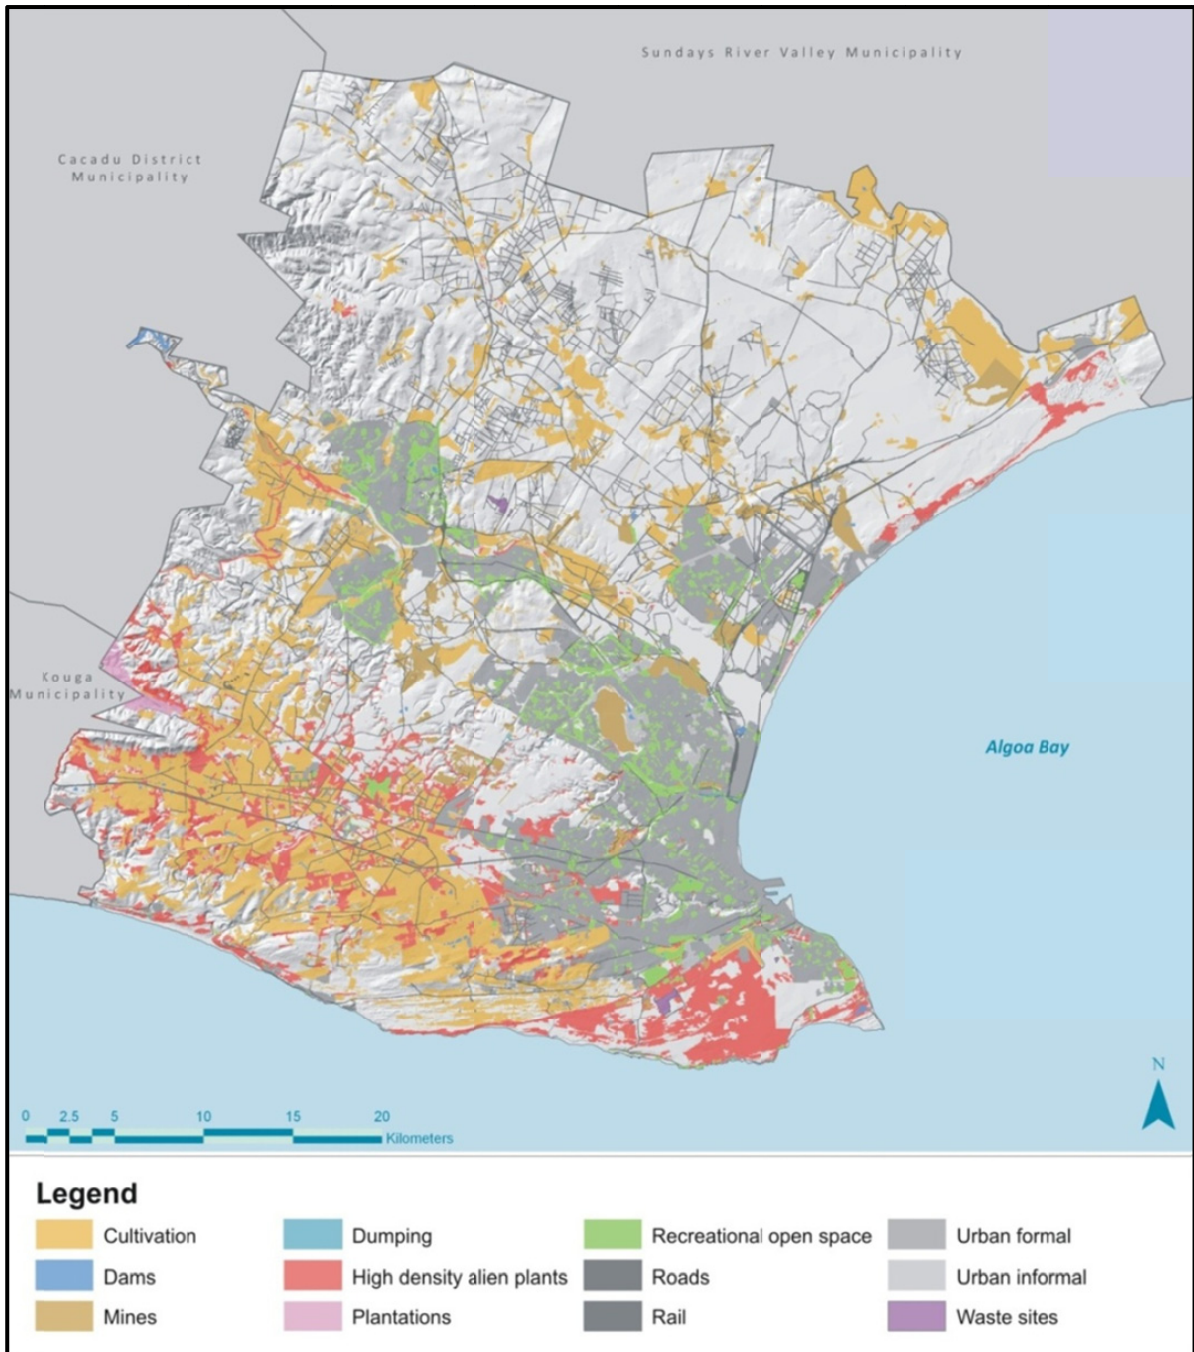 Sundays River Valley Municipality
Cacadu District
Municipality
Kouga
Municipality
Algoa Bay
N
0 2.5 5 10 15 20
Kilometers
Legend
Cultivation
Dumping
Recreational open space
Urban formal
Dams
High density alien plants
Roads
Urban informal
Mines
Plantations
Rail
Waste sites